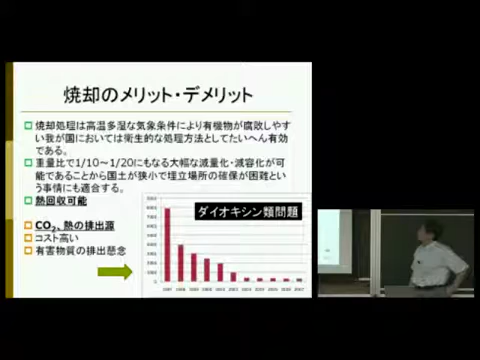 焼却のメリット・デメリット
焼却処理は高温多湿な気象条件により有機物が腐敗しやす
い我が国においては衛生的な処理方法としてたいへん有効
である。
重量比で1/10～1/20にもなる大幅な減量化・減容化が可
能であることから国土が狭小で埋立場所の確保が困難とい
う事情にも適合する。
熱回収可能
CO2、熱の排出源
コスト高い
有害物質の排出懸念
ダイオキシン類問題